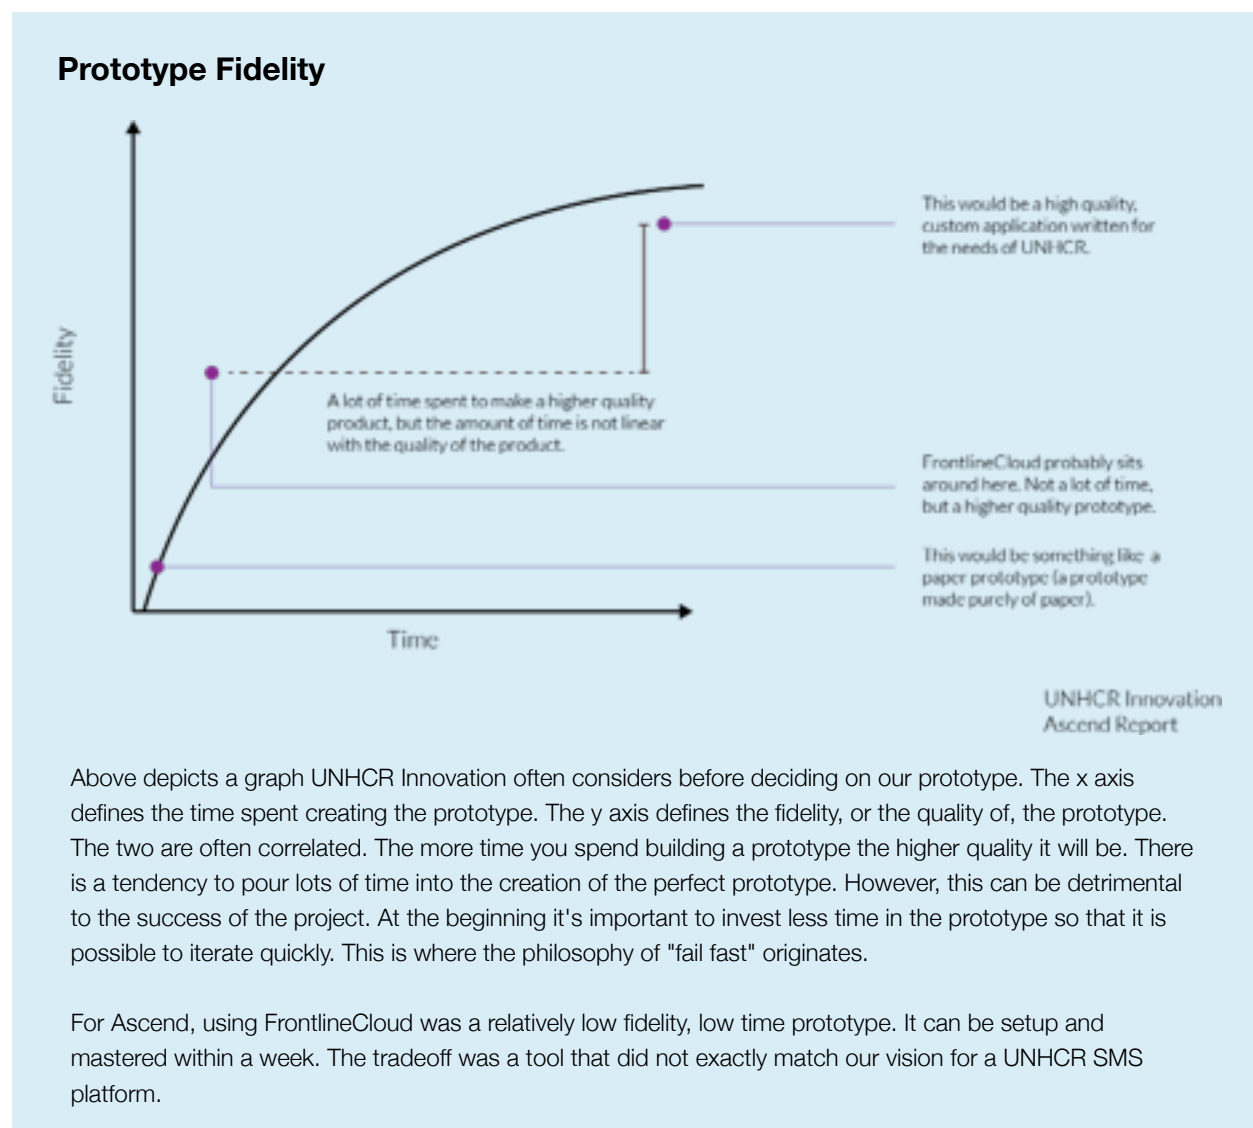 Prototype Fidelity
Fidelity
This would be a high quality,
custom application written for
the needs of UNHCR.
A lot of time spent to make a higher quality
product, but the amount of time is not linear
with the quality of the product.
FrontlineCloud probably sits
around here. Not a lot of time,
but a higher quality prototype.
This would be something like a
paper prototype (a prototype
made purely of paper).
Time
UNHCR Innovation
Ascend Report
Above depicts a graph UNHCR Innovation often considers before deciding on our prototype. The x axis
defines the time spent creating the prototype. The y axis defines the fidelity, or the quality of, the prototype.
The two are often correlated. The more time you spend building a prototype the higher quality it will be. There
is a tendency to pour lots of time into the creation of the perfect prototype. However, this can be detrimental
to the success of the project. At the beginning it's important to invest less time in the prototype so that it is
possible to iterate quickly. This is where the philosophy of "fail fast" originates.
For Ascend, using FrontlineCloud was a relatively low fidelity, low time prototype. It can be setup and
mastered within a week. The tradeoff was a tool that did not exactly match our vision for a UNHCR SMS
platform.